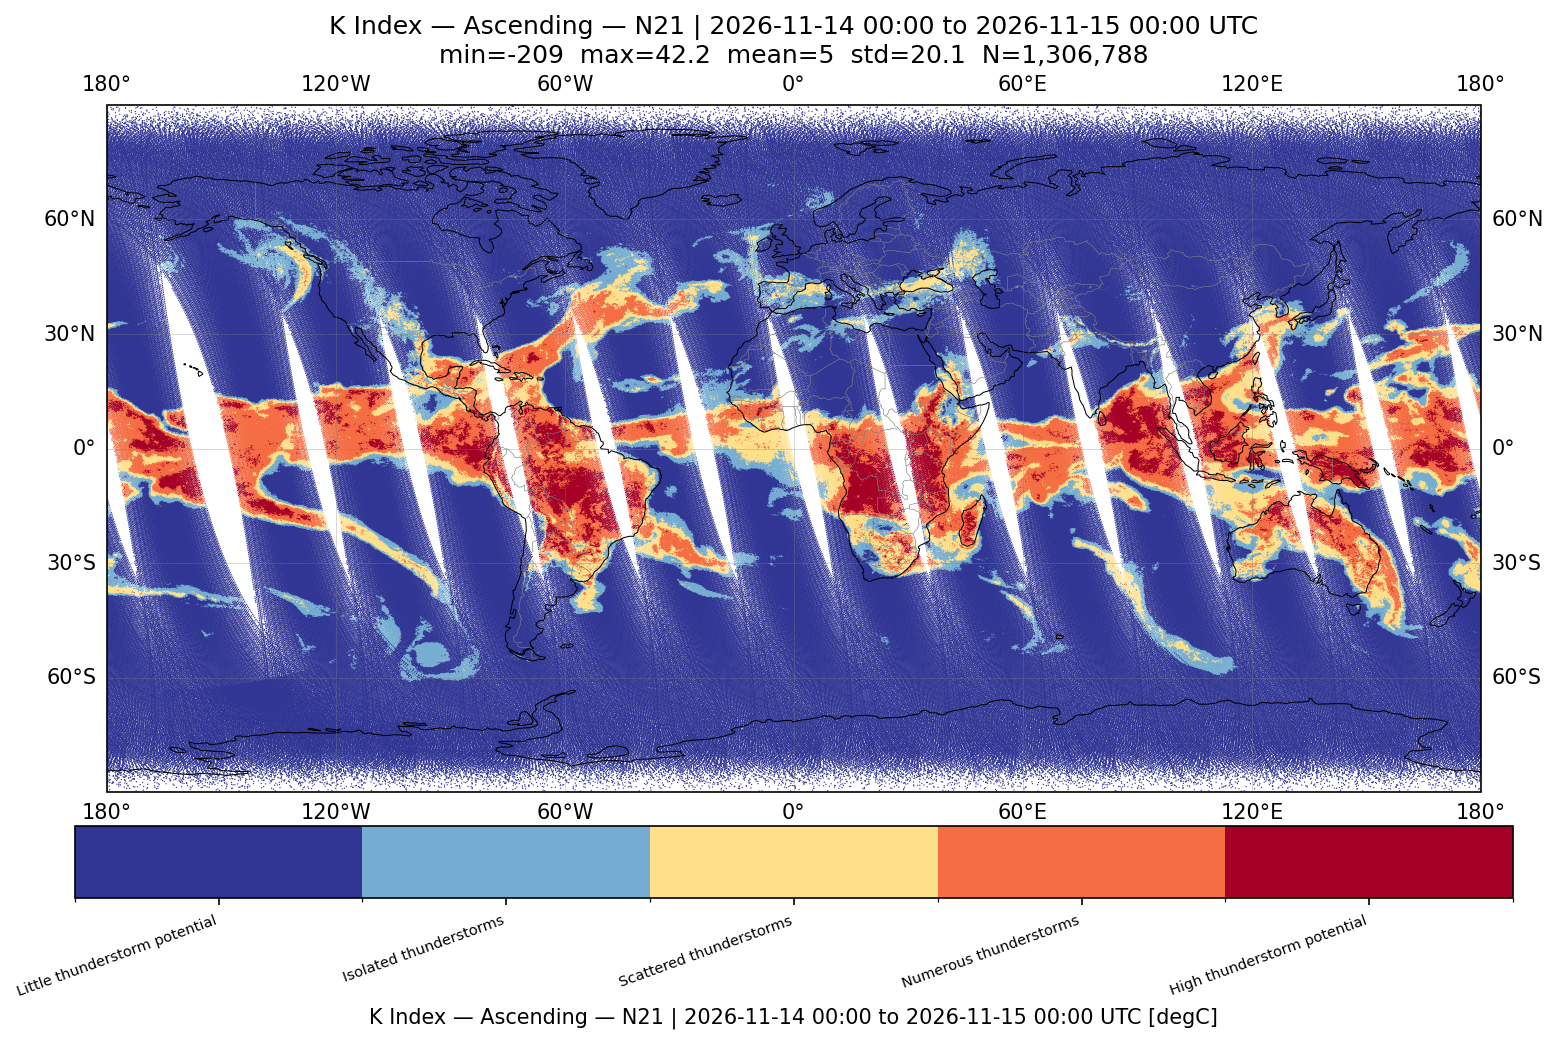 K Index — Ascending — N21 | 2026-11-14 00:00 to 2026-11-15 00:00 UTC
min=-209 max=42.2 mean=5 std=20.1 N=1,306,788
180° 120°W 60°W 0° 60°E 120°E 180°
60°N 60°N
30°N 30°N
0° 0°
30°S 30°S
60°S 60°S
180° 120°W 60°W 0° 60°E 120°E 180°
Little thunderstorm potential
Isolated thunderstorms
Scattered thunderstorms
Numerous thunderstorms
High thunderstorm potential
K Index — Ascending — N21 | 2026-11-14 00:00 to 2026-11-15 00:00 UTC [degC]